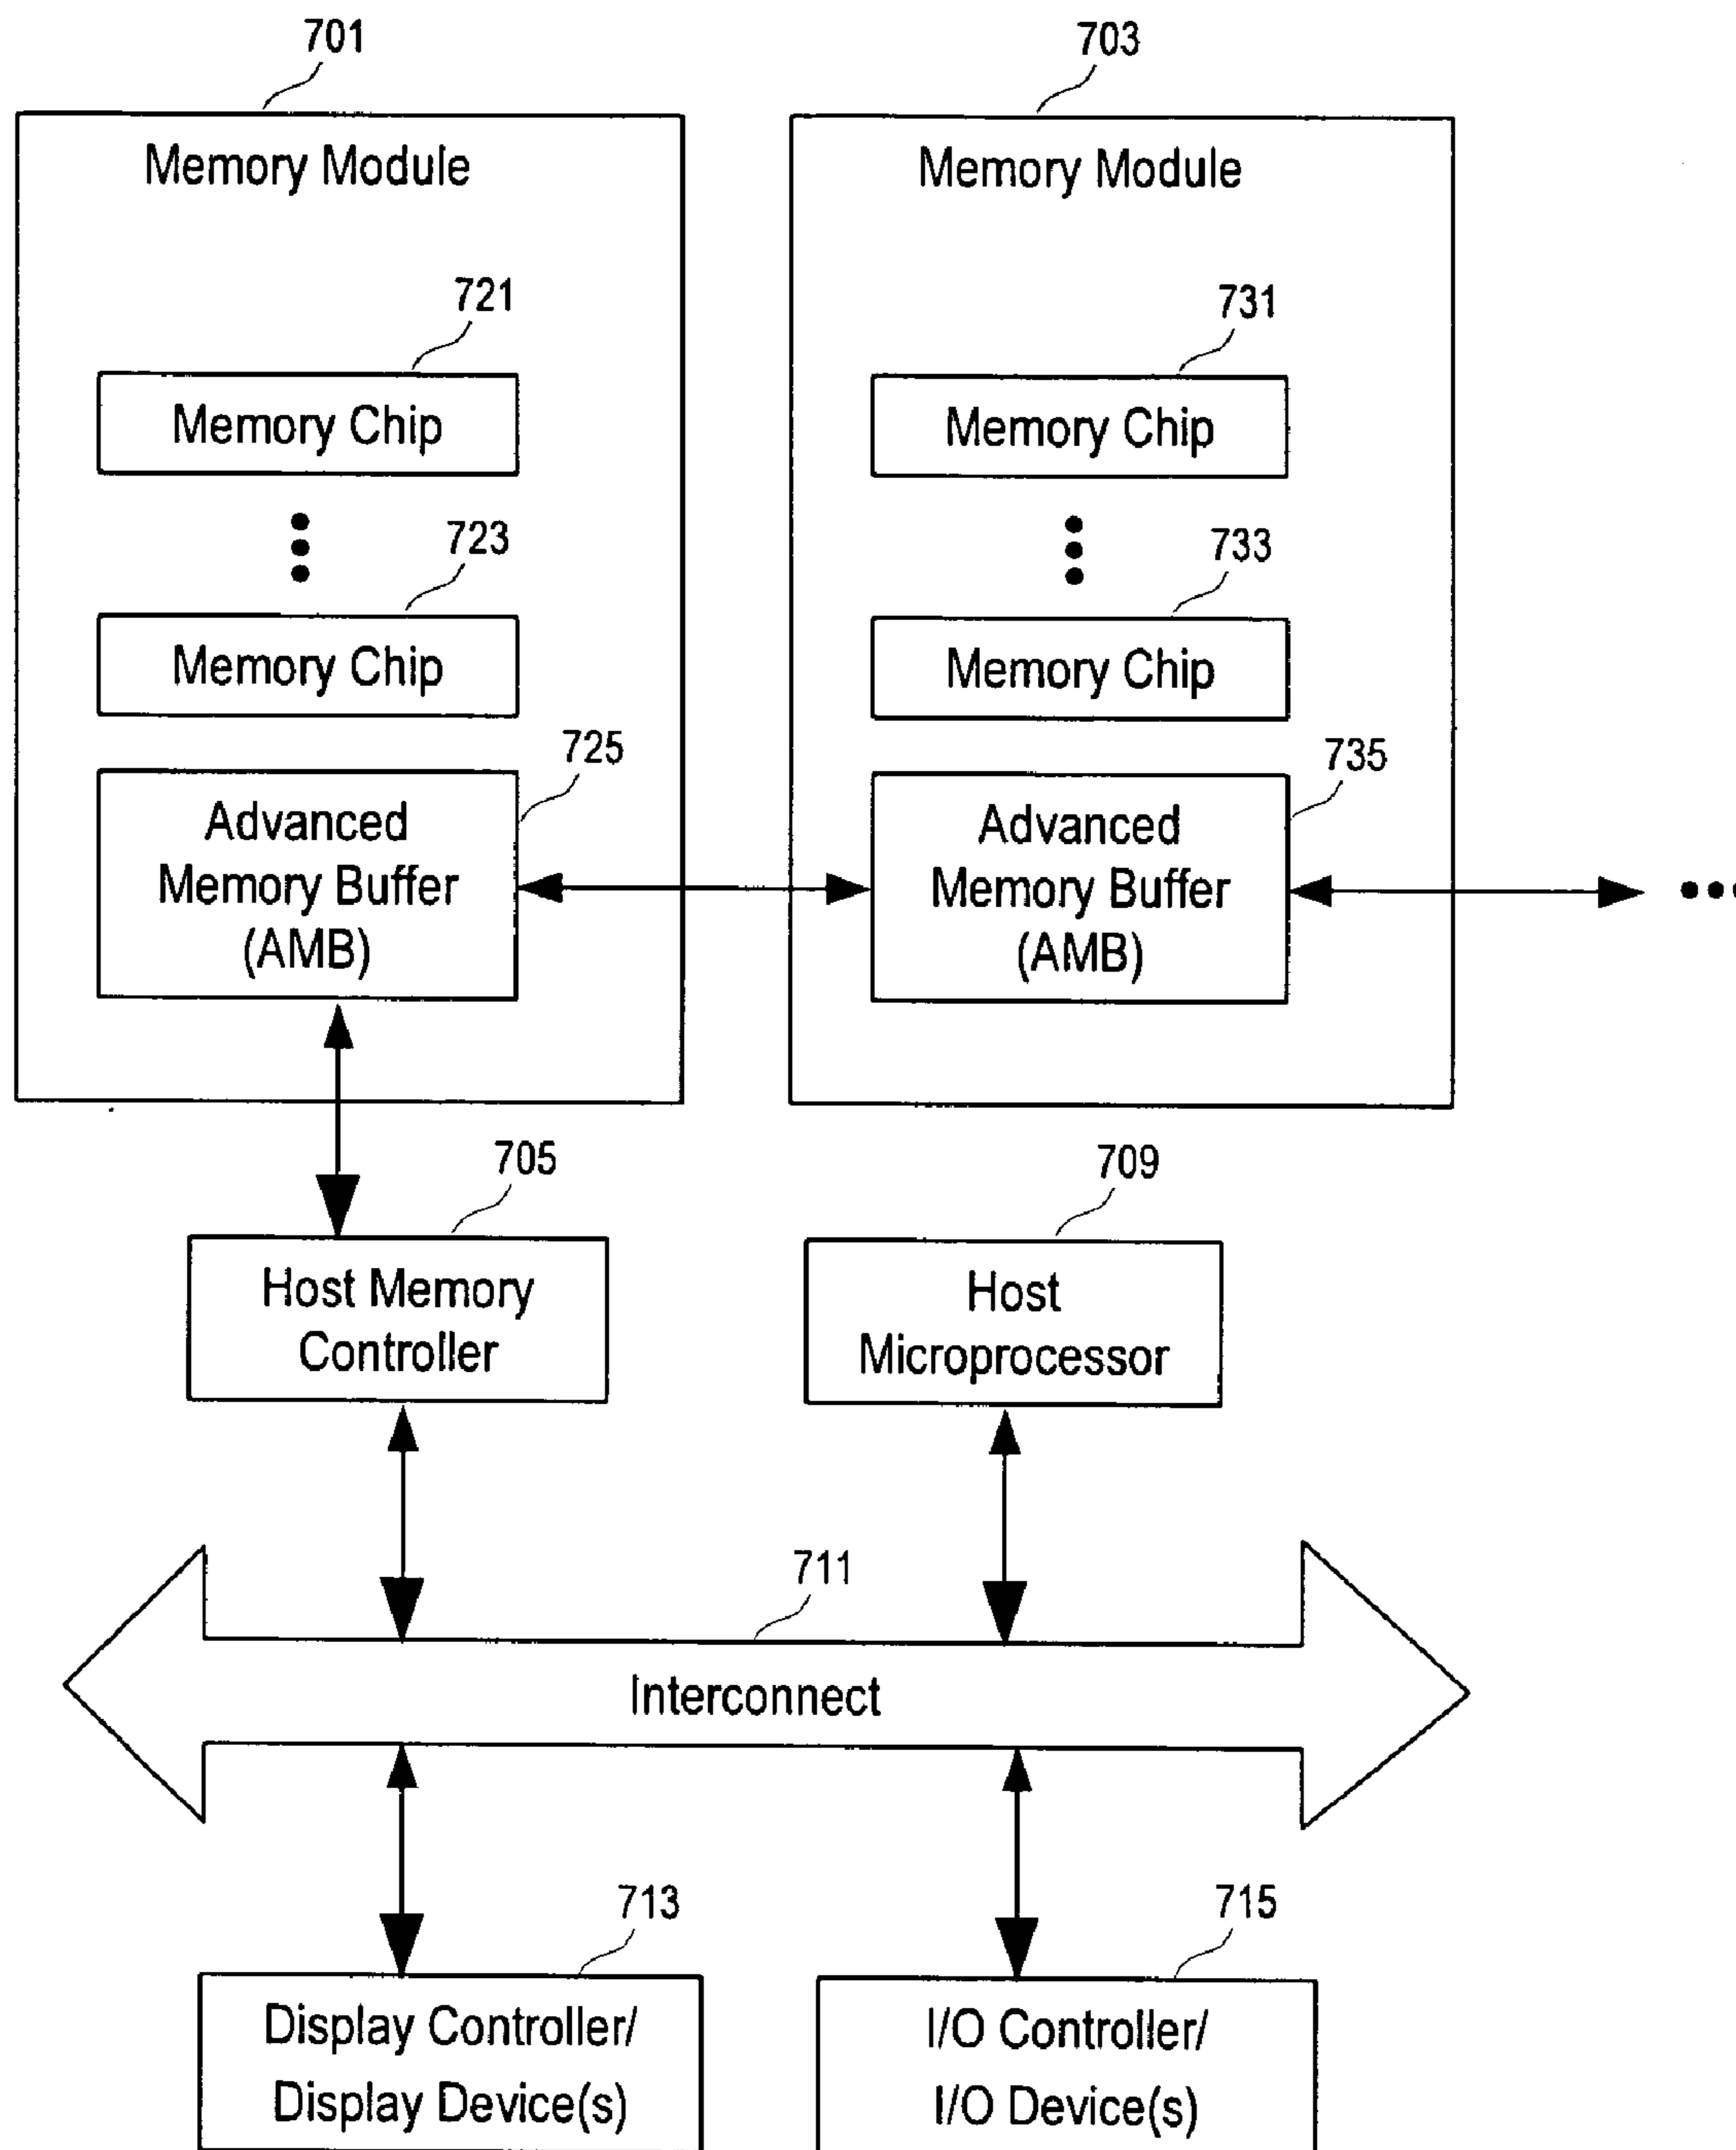 701
703
Memory Module
Memory Module
721
731
Memory Chip
Memory Chip
723
733
Memory Chip
Memory Chip
725
735
Advanced
Memory Buffer
(AMB)
Advanced
Memory Buffer
(AMB)
705
709
Host Memory
Controller
Host
Microprocessor
711
Interconnect
713
715
Display Controller/
Display Device(s)
I/O Controller/
I/O Device(s)